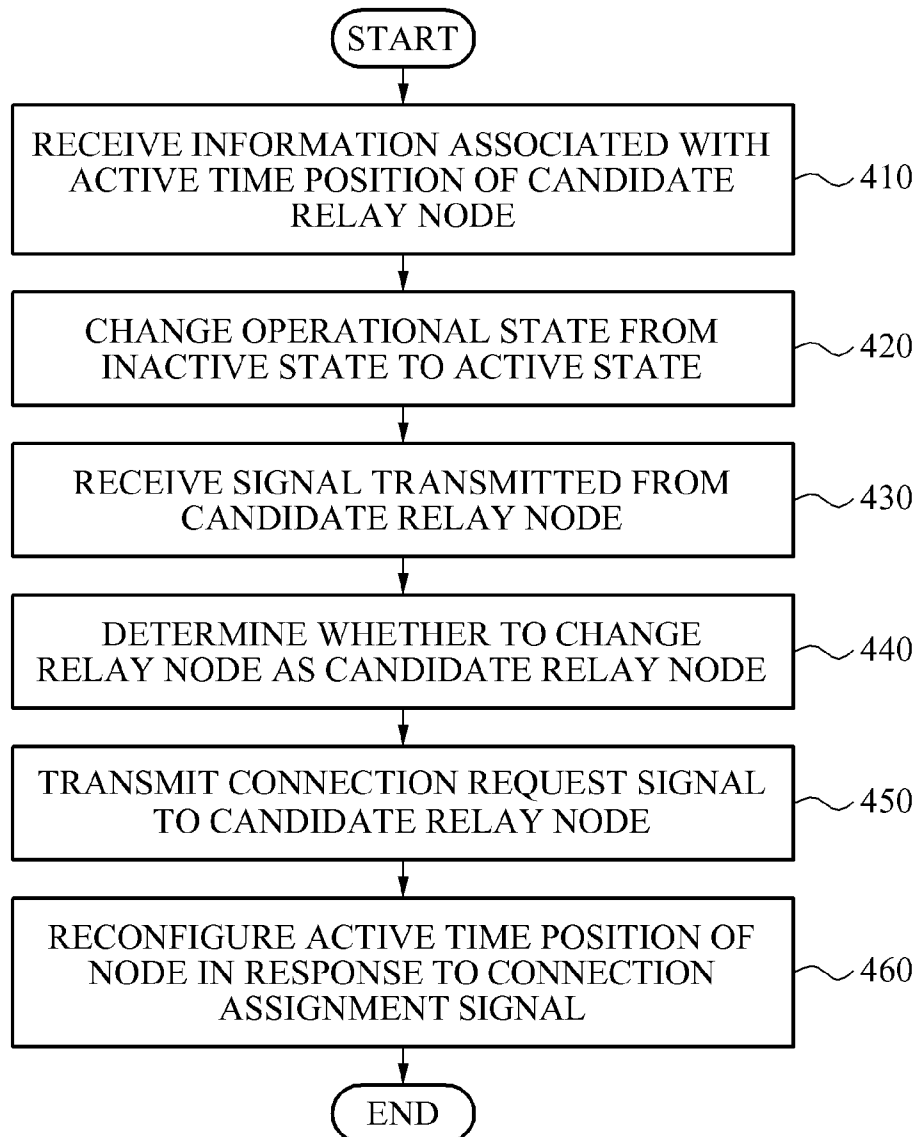 START
RECEIVE INFORMATION ASSOCIATED WITH
ACTIVE TIME POSITION OF CANDIDATE
RELAY NODE
410
CHANGE OPERATIONAL STATE FROM
INACTIVE STATE TO ACTIVE STATE
420
RECEIVE SIGNAL TRANSMITTED FROM
CANDIDATE RELAY NODE
430
DETERMINE WHETHER TO CHANGE
RELAY NODE AS CANDIDATE RELAY NODE
440
TRANSMIT CONNECTION REQUEST SIGNAL
TO CANDIDATE RELAY NODE
450
RECONFIGURE ACTIVE TIME POSITION OF
NODE IN RESPONSE TO CONNECTION
ASSIGNMENT SIGNAL
460
END